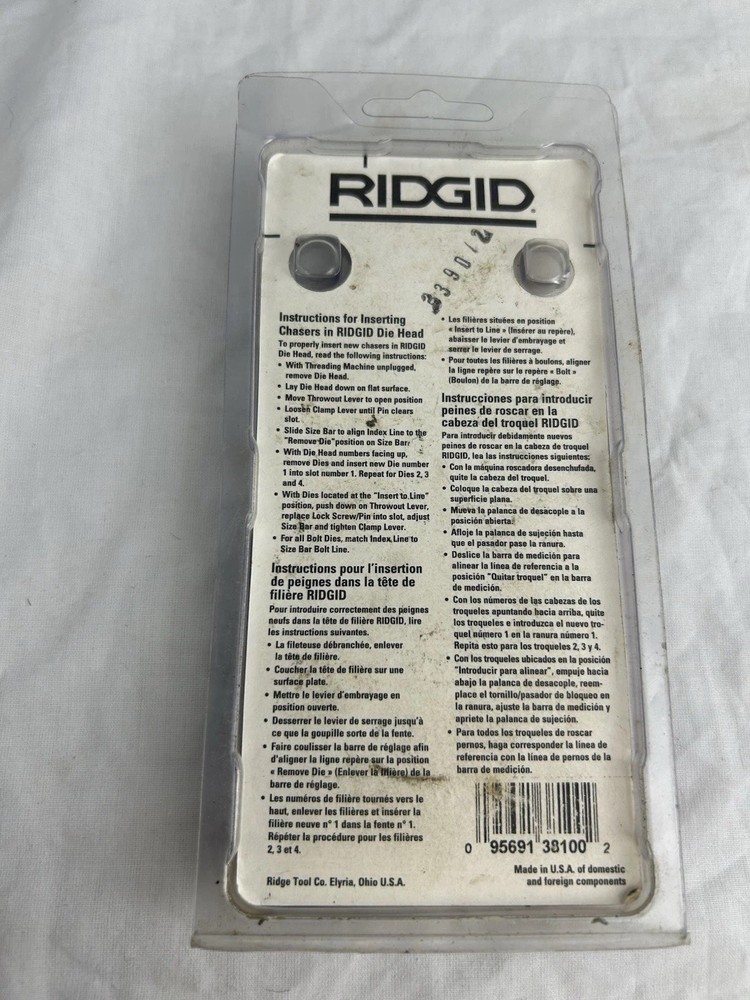 RIDGID®
239012
Instructions for Inserting
Chasers in RIDGID Die Head
To properly insert new chasers in RIDGID
Die Head, read the following instructions:
• With Threading Machine unplugged,
remove Die Head.
• Lay Die Head down on flat surface.
• Move Throwout Lever to open position
• Loosen Clamp Lever until Pin clears
slot.
• Slide Size Bar to align Index Line to the
"Remove Die" position on Size Bar.
• With Die Head numbers facing up,
remove Dies and insert new Die number
1 into slot number 1. Repeat for Dies 2, 3
and 4.
• With Dies located at the "Insert to Line"
position, push down on Throwout Lever,
replace Lock Screw/Pin into slot, adjust
Size Bar and tighten Clamp Lever.
• For all Bolt Dies, match Index Line to
Size Bar Bolt Line.
Instructions pour l'insertion
de peignes dans la tête de
filière RIDGID
Pour introduire correctement des peignes
neufs dans la tête de filière RIDGID, lire
les instructions suivantes.
• La fileteuse débranchée, enlever
la tête de filière.
• Coucher la tête de filière sur une
surface plate.
• Mettre le levier d'embrayage en
position ouverte.
• Desserrer le levier de serrage jusqu'à
ce que la goupille sorte de la fente.
• Faire coulisser la barre de réglage afin
d'aligner la ligne repère sur la position
« Remove Die » (Enlever la filière) de la
barre de réglage.
• Les numéros de filière tournés vers le
haut, enlever les filières et insérer la
filière neuve n° 1 dans la fente n° 1.
Répéter la procédure pour les filières
2, 3 et 4.
• Les filières situées en position
« Insert to Line » (Insérer au repère),
abaisser le levier d'embrayage et
serrer le levier de serrage.
• Pour toutes les filières à boulons, aligner
la ligne repère sur le repère « Bolt »
(Boulon) de la barre de réglage.
Instrucciones para introducir
peines de roscar en la
cabeza del troquel RIDGID
Para introducir debidamente nuevos
peines de roscar en la cabeza de troquel
RIDGID, lea las instrucciones siguientes:
• Con la máquina roscadora desenchufada,
quite la cabeza del troquel.
• Coloque la cabeza del troquel sobre una
superficie plana.
• Mueva la palanca de desacople a la
posición abierta.
• Afloje la palanca de sujeción hasta
que el pasador pase la ranura.
• Deslice la barra de medición para
alinear la línea de referencia a la
posición "Quitar troquel" en la barra
de medición.
• Con los números de las cabezas de los
troqueles apuntando hacia arriba, quite
los troqueles e introduzca el nuevo tro-
quel número 1 en la ranura número 1.
Repita esto para los troqueles 2, 3 y 4.
• Con los troqueles ubicados en la posición
"Introducir para alinear", empuje hacia
abajo la palanca de desacople, reem-
place el tornillo/pasador de bloqueo en
la ranura, ajuste la barra de medición y
apriete la palanca de sujeción.
• Para todos los troqueles de roscar
pernos, haga corresponder la línea de
referencia con la línea de pernos de la
barra de medición.
0 95691 38100 2
Ridge Tool Co. Elyria, Ohio U.S.A.
Made in U.S.A. of domestic
and foreign components